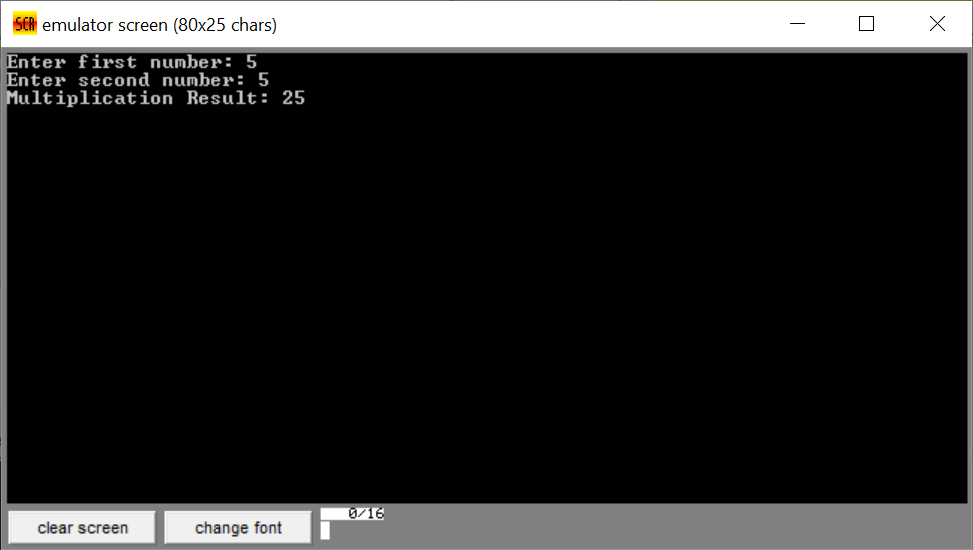 SCR emulator screen (80x25 chars)
Enter first number: 5
Enter second number: 5
Multiplication Result: 25
clear screen
change font
0/16